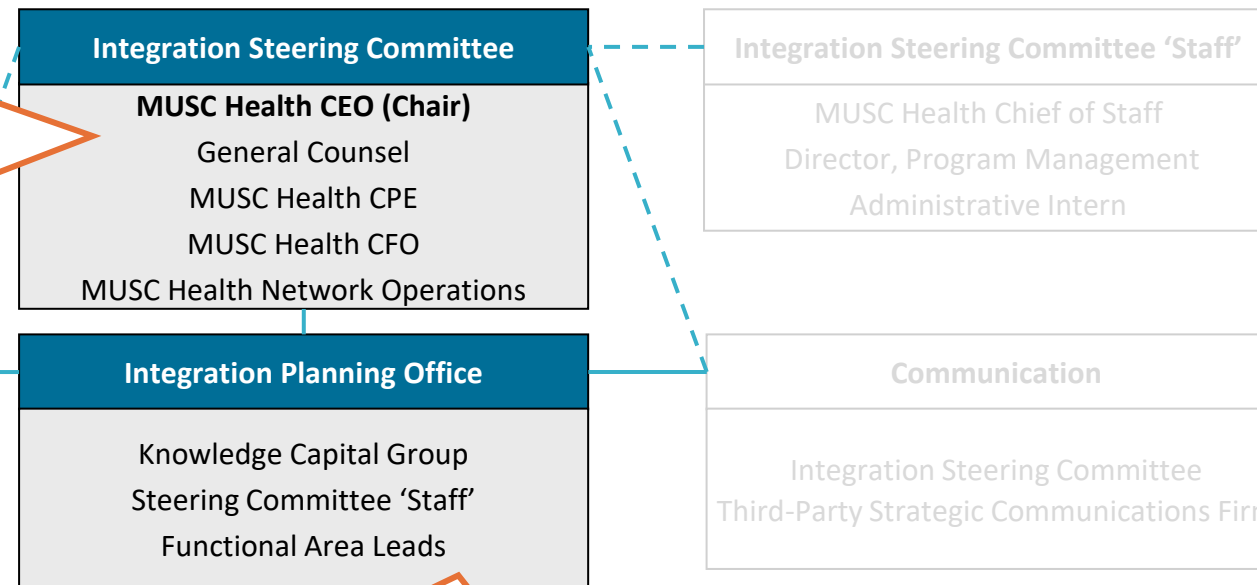 Integration Steering Committee
MUSC Health CEO (Chair)
General Counsel
MUSC Health CPE
MUSC Health CFO
MUSC Health Network Operations
Integration Steering Committee ‘Staff’
MUSC Health Chief of Staff
Director, Program Management
Administrative Intern
Integration Planning Office
Knowledge Capital Group
Steering Committee ‘Staff’
Functional Area Leads
Communication
Integration Steering Committee
Third-Party Strategic Communications